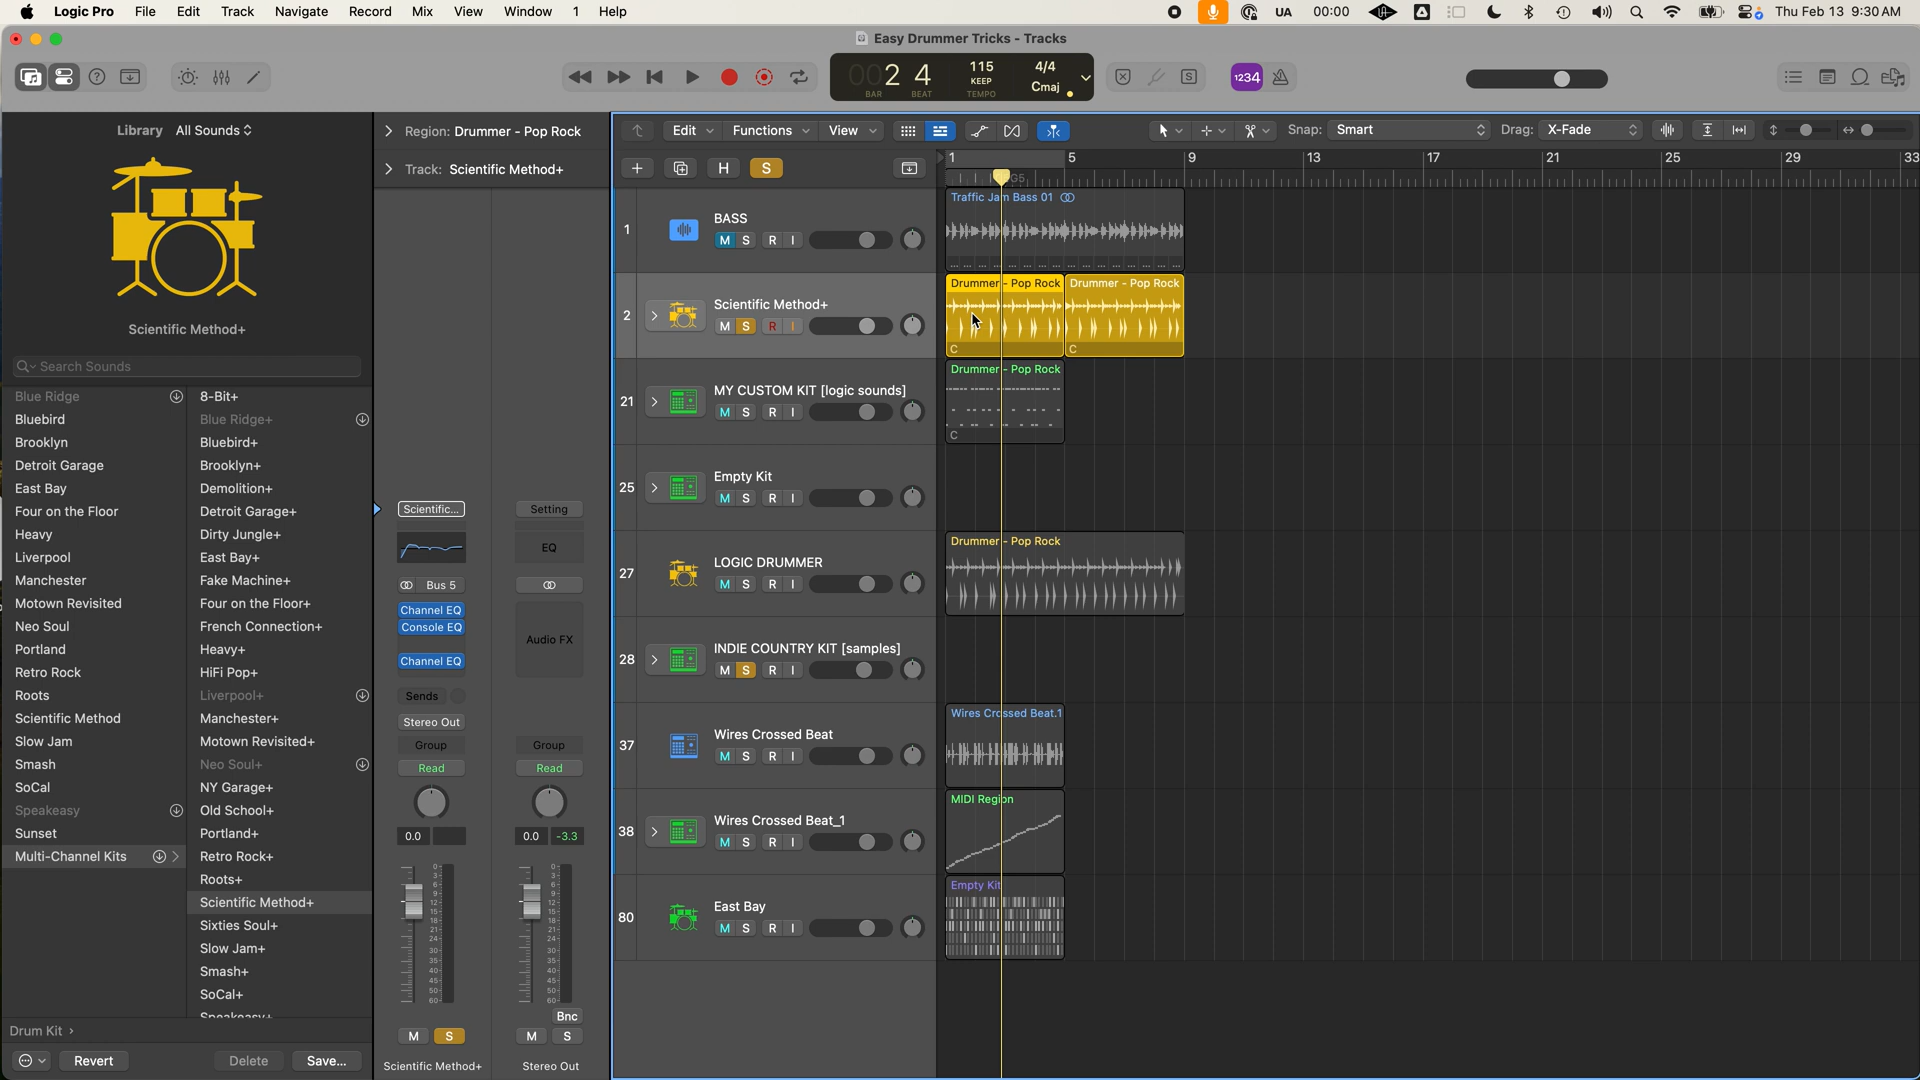 Logic Pro File Edit Track Navigate Record Mix View Window 1 Help UA 00:00 Thu Feb 13 9:30 AM
Easy Drummer Tricks - Tracks
002 4 115 KEEP TEMPO 4/4 Cmaj
BAR BEAT
1234
S
Library All Sounds
Scientific Method+
Search Sounds
Blue Ridge
Bluebird
Brooklyn
Detroit Garage
East Bay
Four on the Floor
Heavy
Liverpool
Manchester
Motown Revisited
Neo Soul
Portland
Retro Rock
Roots
Scientific Method
Slow Jam
Smash
SoCal
Speakeasy
Sunset
Multi-Channel Kits
8-Bit+
Blue Ridge+
Bluebird+
Brooklyn+
Demolition+
Detroit Garage+
Dirty Jungle+
East Bay+
Fake Machine+
Four on the Floor+
French Connection+
Heavy+
HiFi Pop+
Liverpool+
Manchester+
Motown Revisited+
Neo Soul+
NY Garage+
Old School+
Portland+
Retro Rock+
Roots+
Scientific Method+
Sixties Soul+
Slow Jam+
Smash+
SoCal+
Speakeasy+
Drum Kit
Revert Delete Save...
Region: Drummer - Pop Rock
Track: Scientific Method+
Scientific... Setting
EQ
Bus 5
Channel EQ
Console EQ
Audio FX
Channel EQ
Sends
Stereo Out
Group Group
Read Read
0.0 0.0 -3.3
Bnc
M S M S
Scientific Method+ Stereo Out
Edit Functions View Snap: Smart Drag: X-Fade
H S
1 5 9 13 17 21 25 29 33
1 BASS
M S R I
Traffic Jam Bass 01
2 Scientific Method+
M S R I
Drummer - Pop Rock Drummer - Pop Rock
C C
21 MY CUSTOM KIT [logic sounds]
M S R I
Drummer - Pop Rock
C
25 Empty Kit
M S R I
27 LOGIC DRUMMER
M S R I
Drummer - Pop Rock
28 INDIE COUNTRY KIT [samples]
M S R I
37 Wires Crossed Beat
M S R I
Wires Crossed Beat.1
38 Wires Crossed Beat_1
M S R I
MIDI Region
80 East Bay
M S R I
Empty Kit